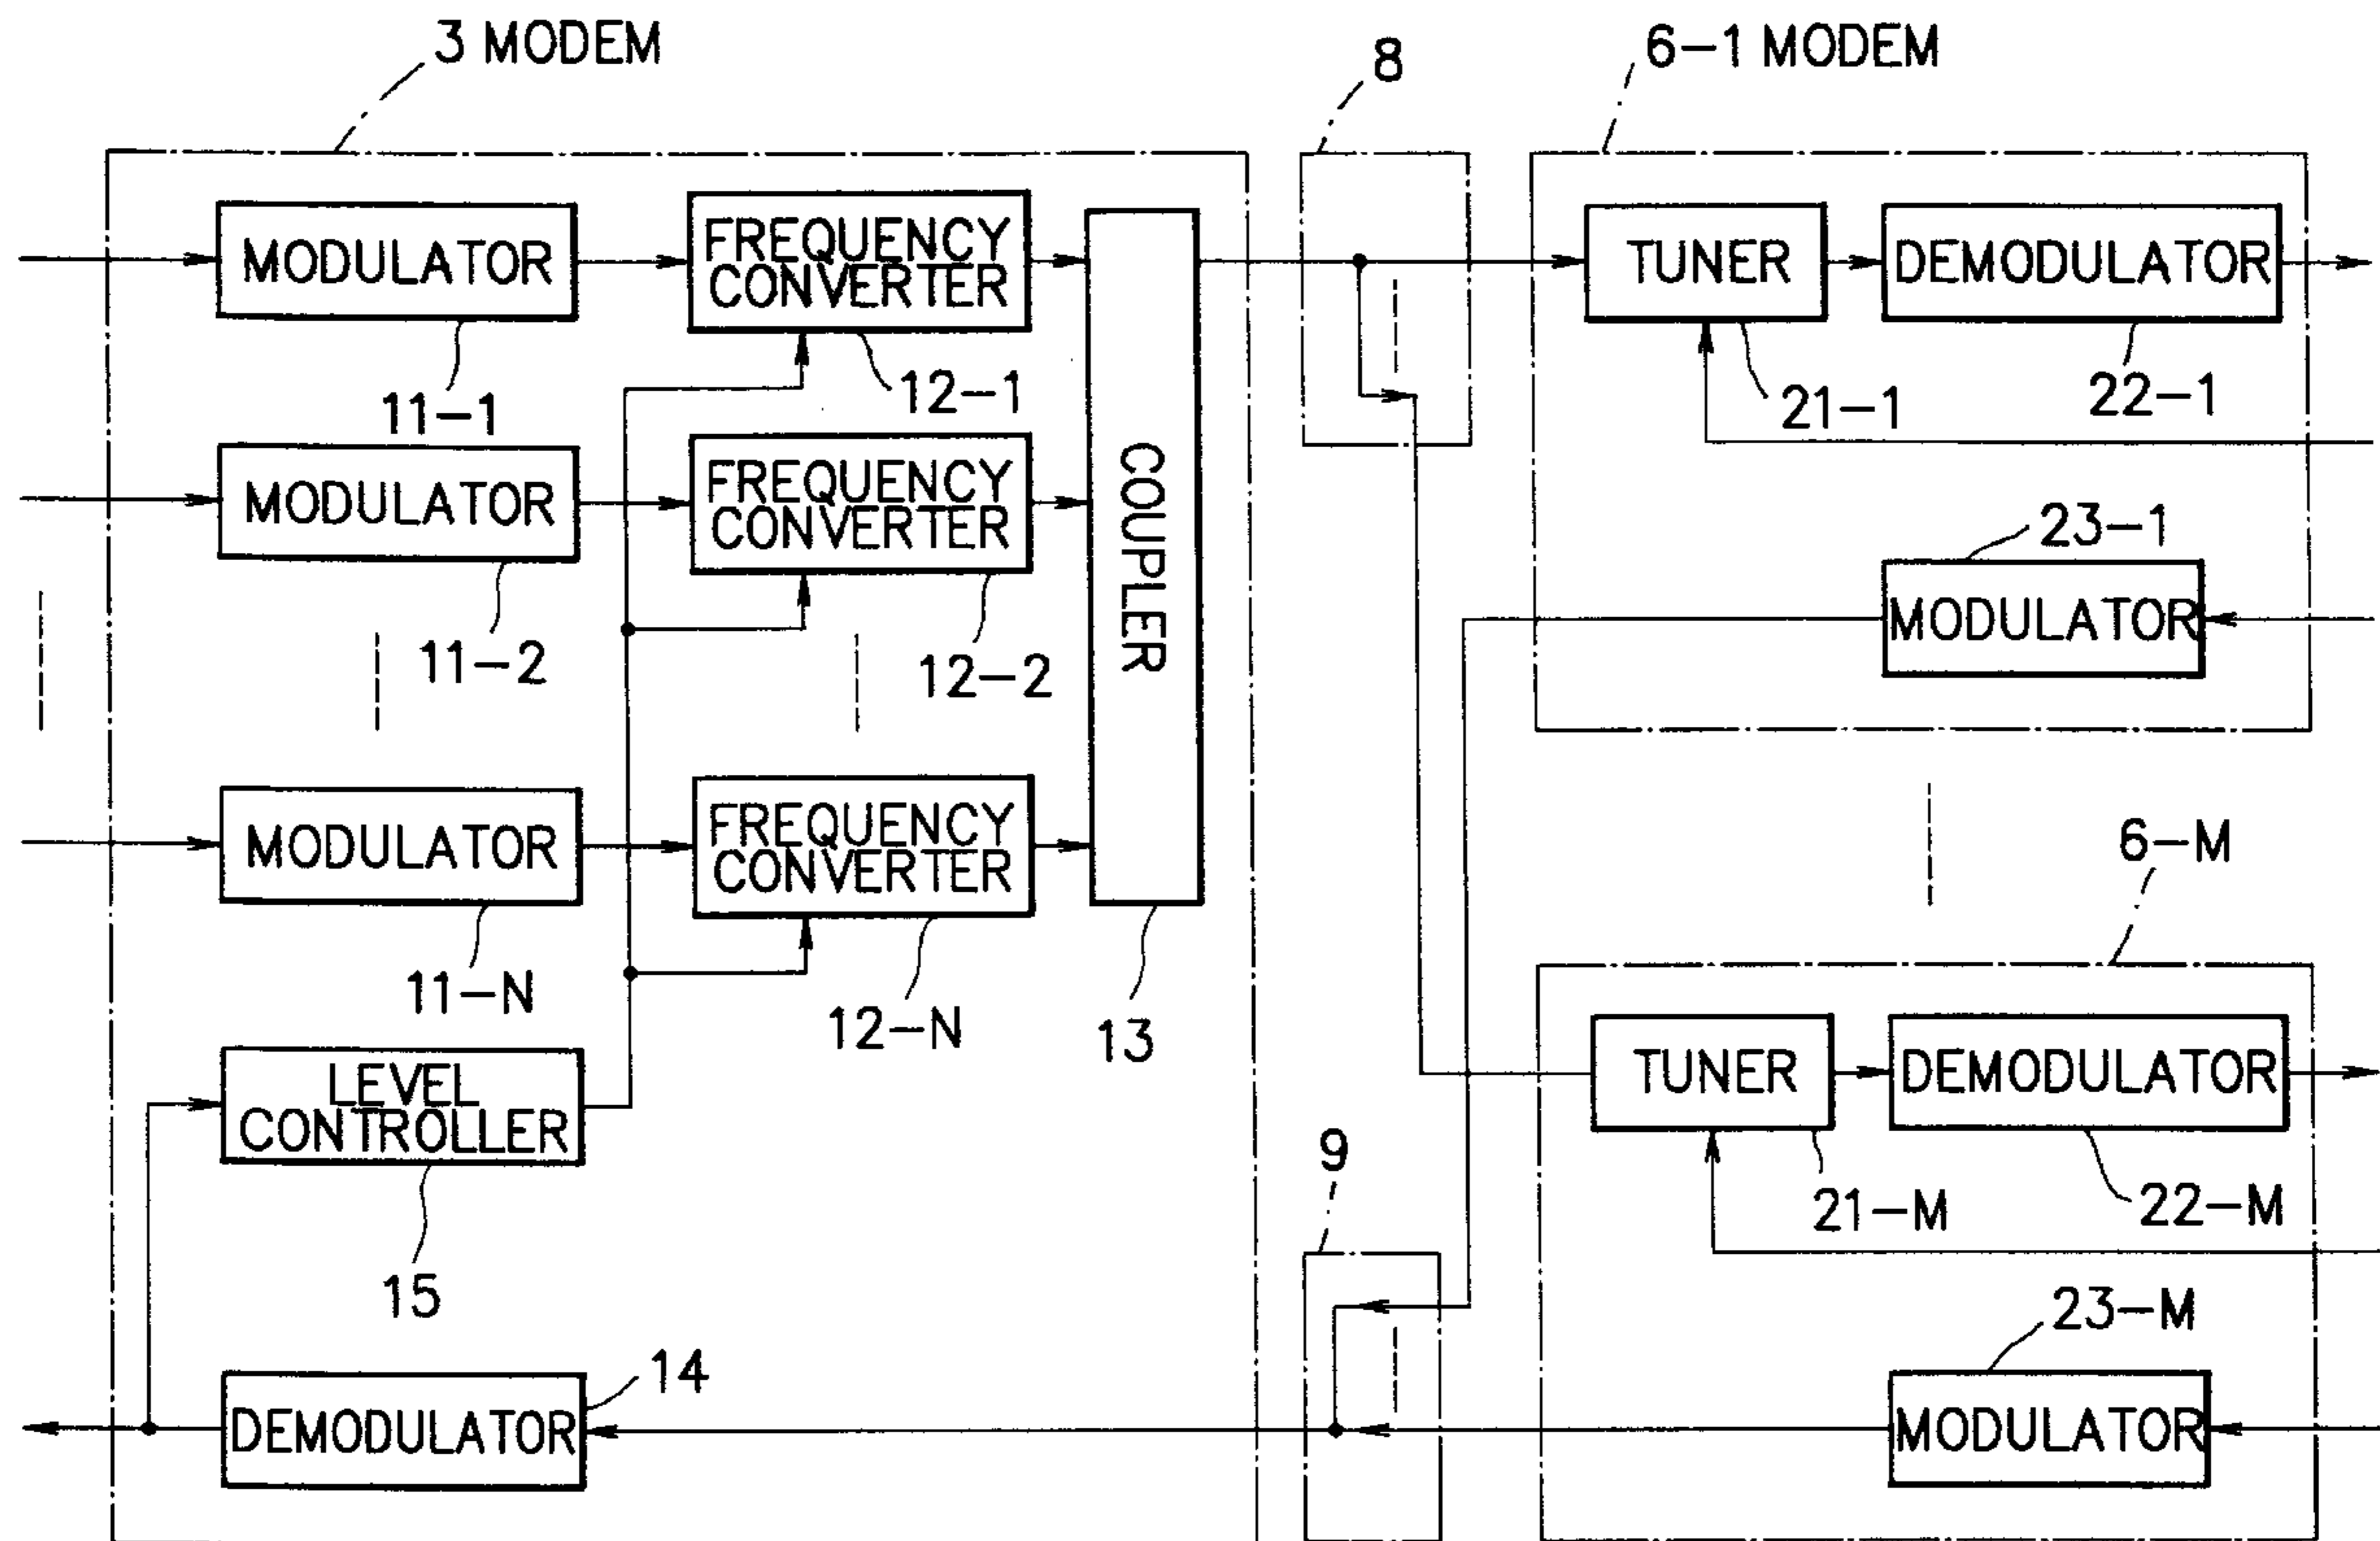 3 MODEM
8
6-1 MODEM
MODULATOR
11-1
FREQUENCY
CONVERTER
12-1
TUNER
21-1
DEMODULATOR
22-1
MODULATOR
11-2
FREQUENCY
CONVERTER
12-2
COUPLER
13
23-1
MODULATOR
MODULATOR
11-N
FREQUENCY
CONVERTER
12-N
6-M
LEVEL
CONTROLLER
15
TUNER
21-M
DEMODULATOR
22-M
9
14
DEMODULATOR
23-M
MODULATOR